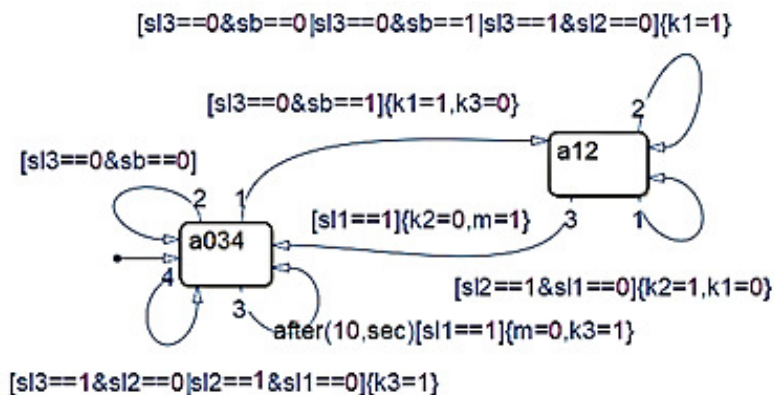 [sl3==0&sb==0|sl3==0&sb==1|sl3==1&sl2==0]{k1=1}
[sl3==0&sb==1]{k1=1,k3=0}
2
a12
[sl3==0&sb==0]
2
1
[sl1==1]{k2=0,m=1}
3
1
a034
4
3
[sl2==1&sl1==0]{k2=1,k1=0}
after(10,sec)[sl1==1]{m=0,k3=1}
[sl3==1&sl2==0|sl2==1&sl1==0]{k3=1}